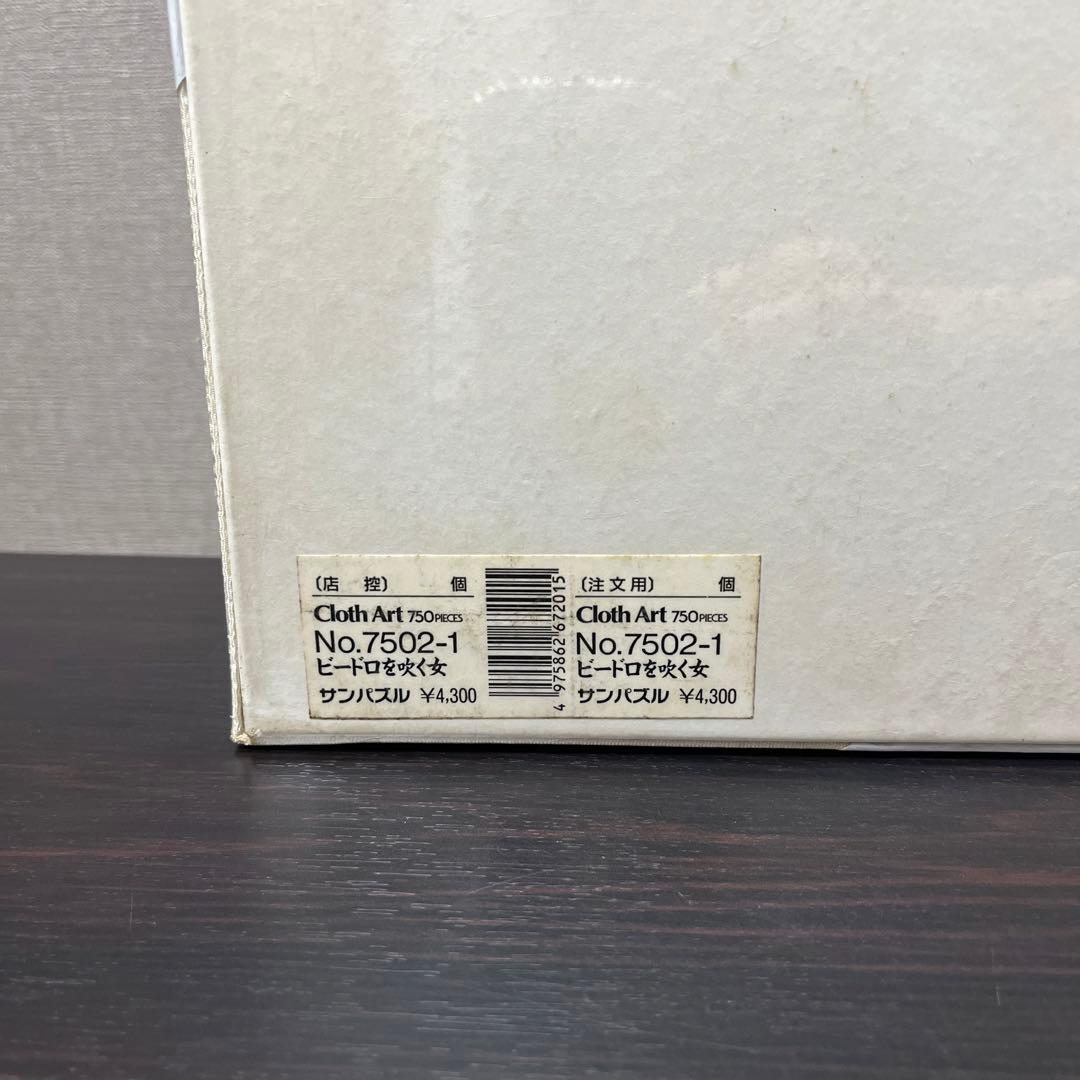 (店 控) 個
Cloth Art 750PIECES
No.7502-1
ビードロを吹く女
サンパズル ¥4,300
4 975862 672015
(注文用) 個
Cloth Art 750PIECES
No.7502-1
ビードロを吹く女
サンパズル ¥4,300